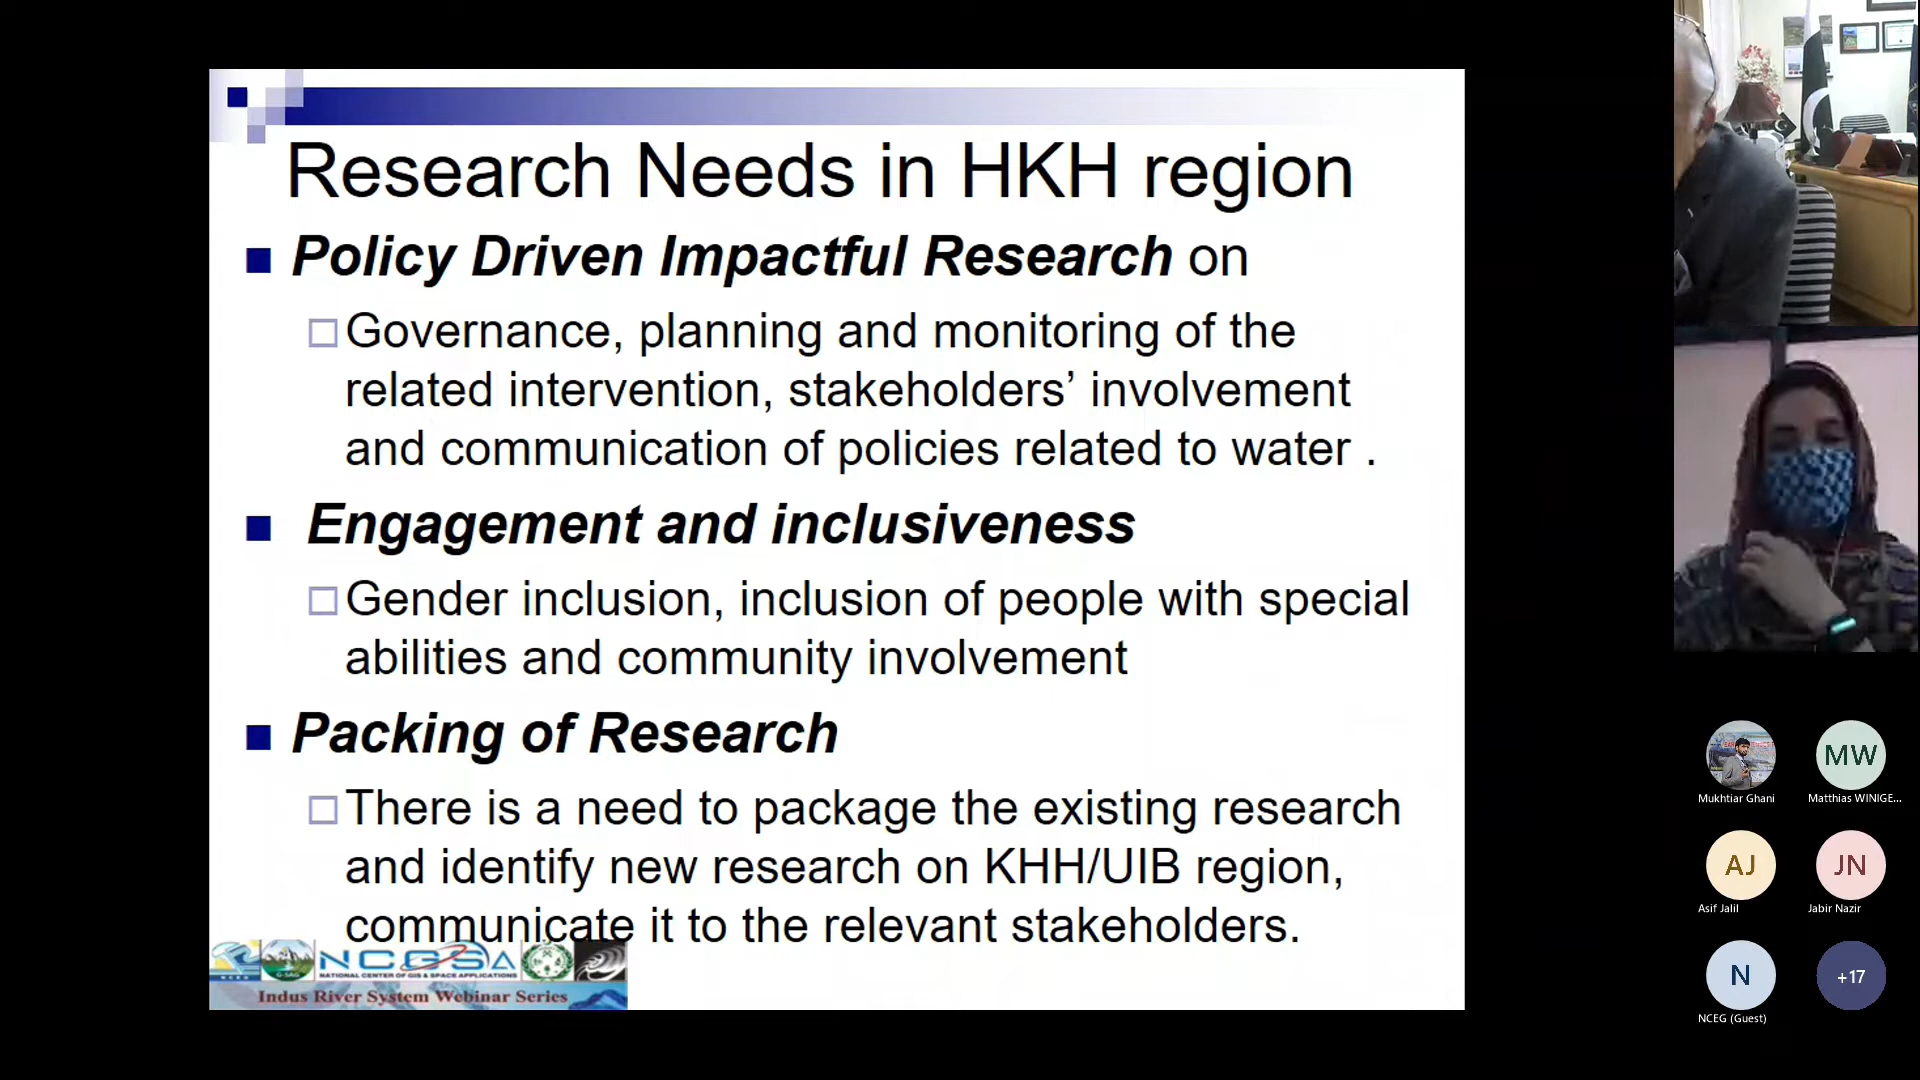 Research Needs in HKH region
Policy Driven Impactful Research on
Governance, planning and monitoring of the
related intervention, stakeholders’ involvement
and communication of policies related to water .
Engagement and inclusiveness
Gender inclusion, inclusion of people with special
abilities and community involvement
Packing of Research
There is a need to package the existing research
and identify new research on KHH/UIB region,
communicate it to the relevant stakeholders.
NCGSA
NATIONAL CENTER OF GIS & SPACE APPLICATIONS
Indus River System Webinar Series
MW
Mukhtiar Ghani
Matthias WINIGE...
AJ
JN
Asif Jalil
Jabir Nazir
N
+17
NCEG (Guest)